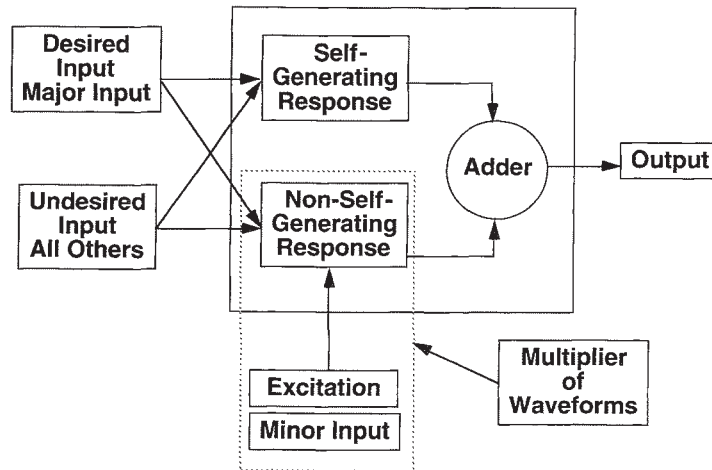 Desired
Input
Major Input
Self-
Generating
Response
Adder
Output
Undesired
Input
All Others
Non-Self-
Generating
Response
Excitation
Minor Input
Multiplier
of
Waveforms